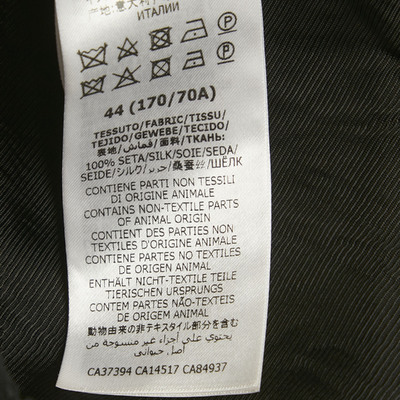 ИТАЛИИ
44 (170/70A)
TESSUTO/FABRIC/TISSU/
TEJIDO/GEWEBE/TECIDO/
裏地/قماش/面料/ТКАНЬ:
100% SETA/SILK/SOIE/SEDA/
SEIDE/シルク/حرير/桑蚕丝/ШЁЛК
CONTIENE PARTI NON TESSILI
DI ORIGINE ANIMALE
CONTAINS NON-TEXTILE PARTS
OF ANIMAL ORIGIN
CONTIENT DES PARTIES NON
TEXTILES D'ORIGINE ANIMALE
CONTIENE PARTES NO TEXTILES
DE ORIGEN ANIMAL
ENTHÄLT NICHT-TEXTILE TEILE
TIERISCHEN URSPRUNGS
CONTEM PARTES NÃO-TEXTEIS
DE ORIGEM ANIMAL
動物由来の非テキスタイル部分を含む
يحتوي على أجزاء غير منسوجة من
أصل حيواني
CA37394 CA14517 CA84937